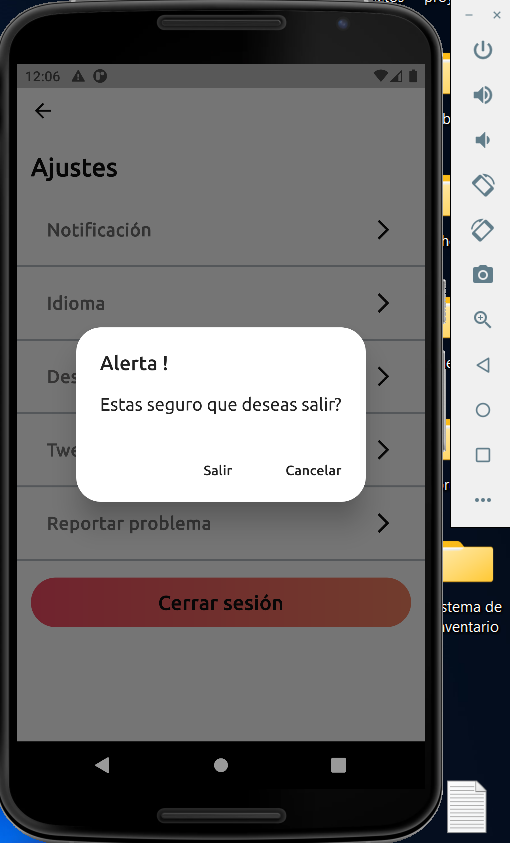 12:06
Ajustes
Notificación
Idioma
Des
Alerta !
Estas seguro que deseas salir?
Twe
Salir
Cancelar
Reportar problema
Cerrar sesión
stema de
ventario